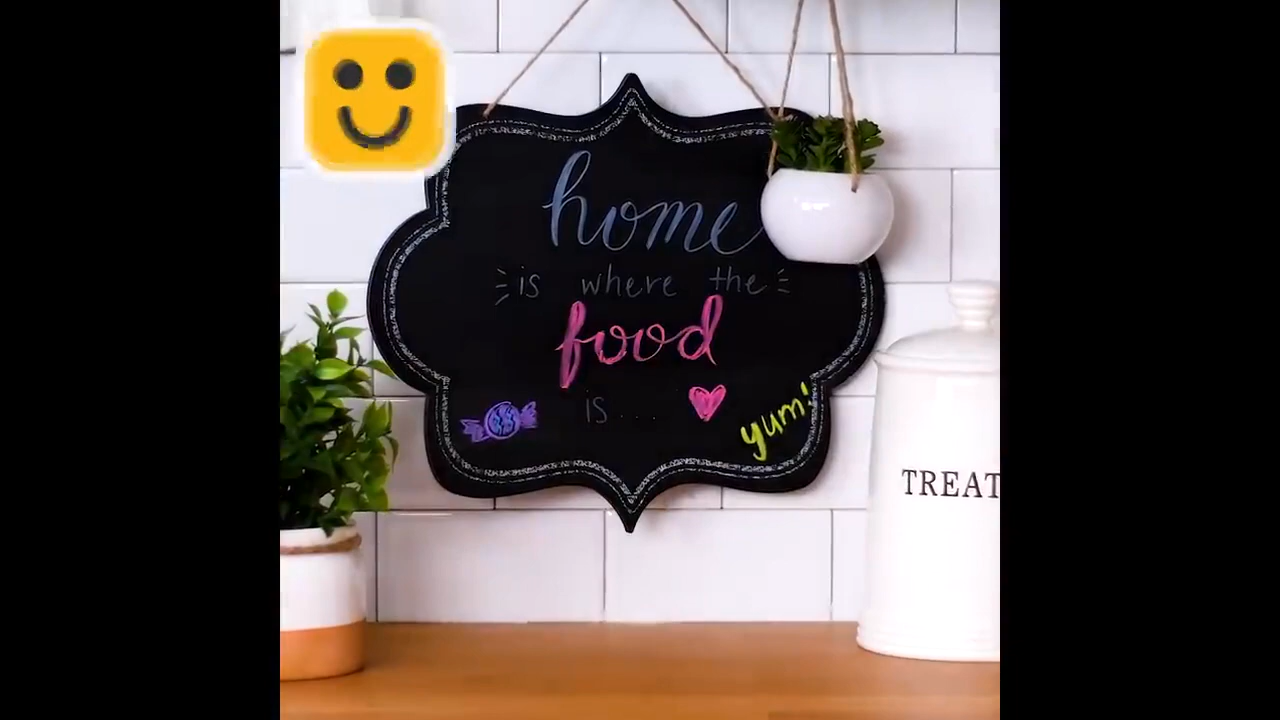 home
is where the
food
is....
yum!
TREAT